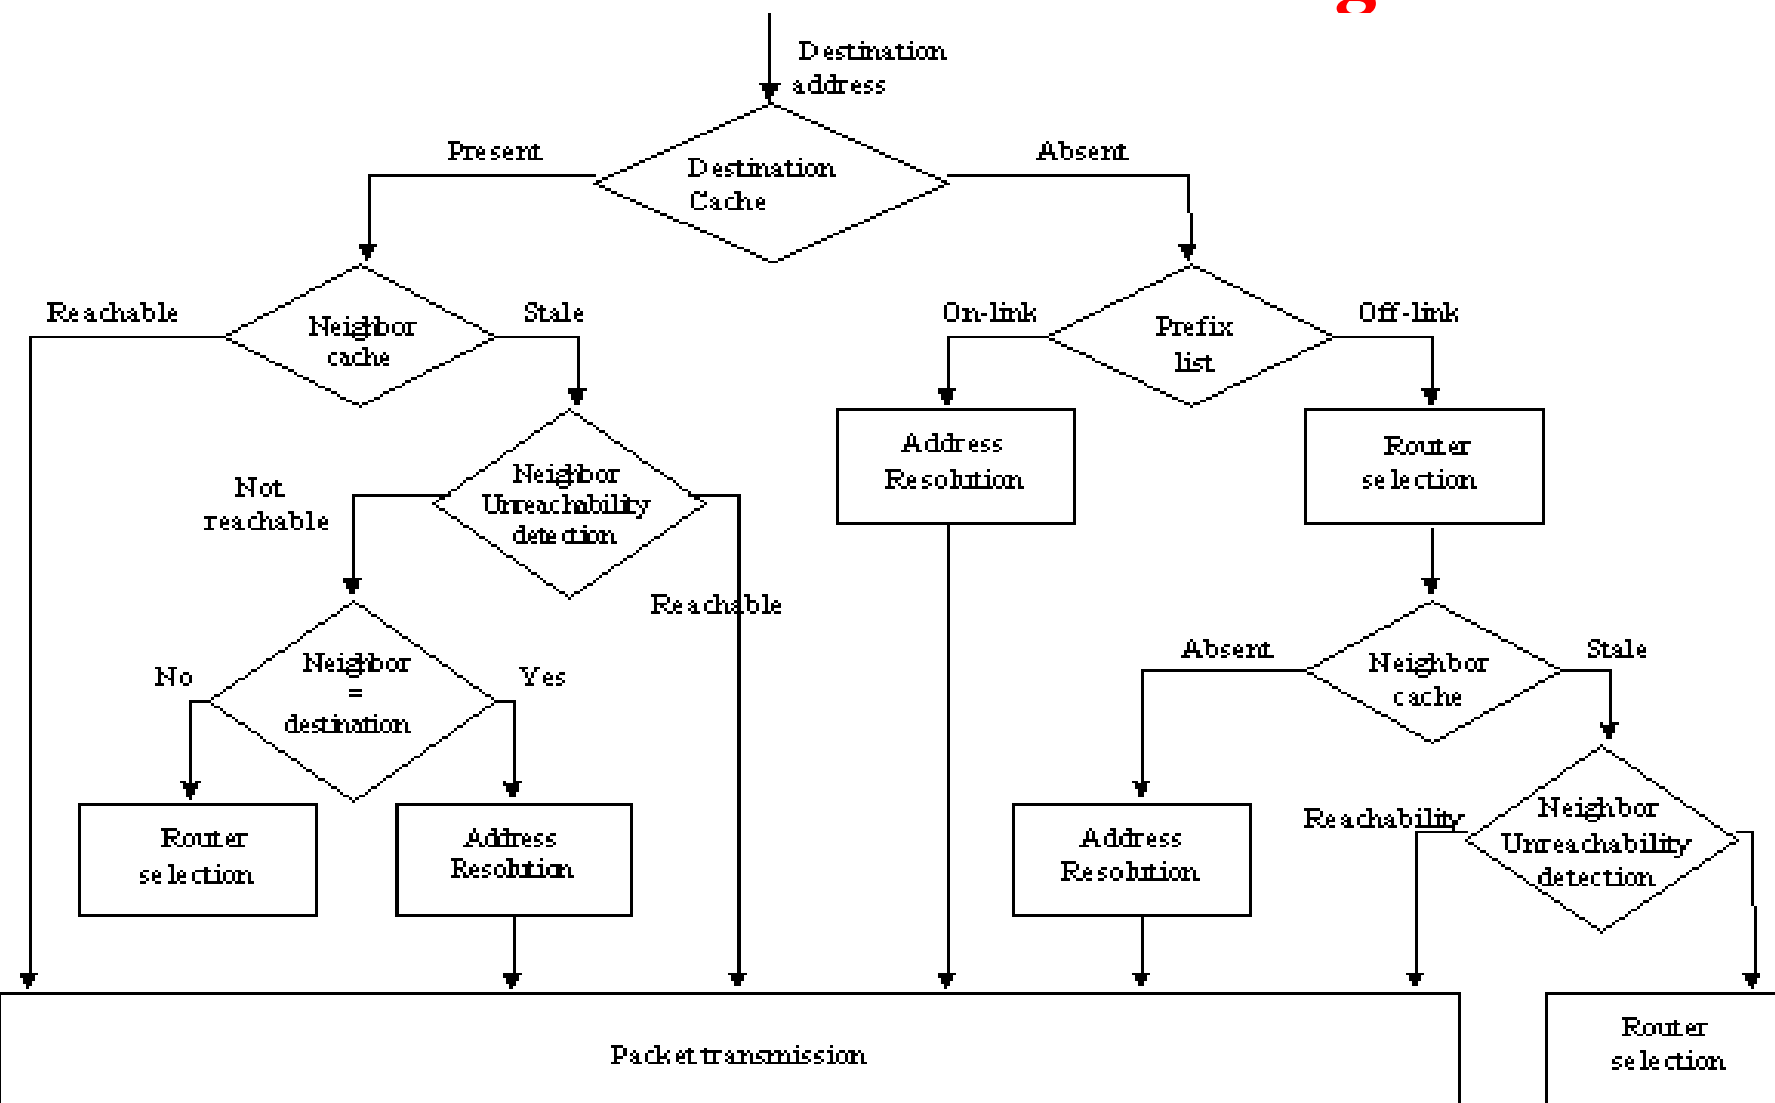 Destination
address
Present
Absent
Destination
Cache
Reachable
Stale
On-link
Off-link
Neighbor
cache
Prefix
list
Not
reachable
Neighbor
Unreachability
detection
Address
Resolution
Router
selection
Reachable
No
Neighbor
=
destination
Yes
Absent
Neighbor
cache
Stale
Router
selection
Address
Resolution
Address
Resolution
Reachability
Neighbor
Unreachability
detection
Packet transmission
Router
selection